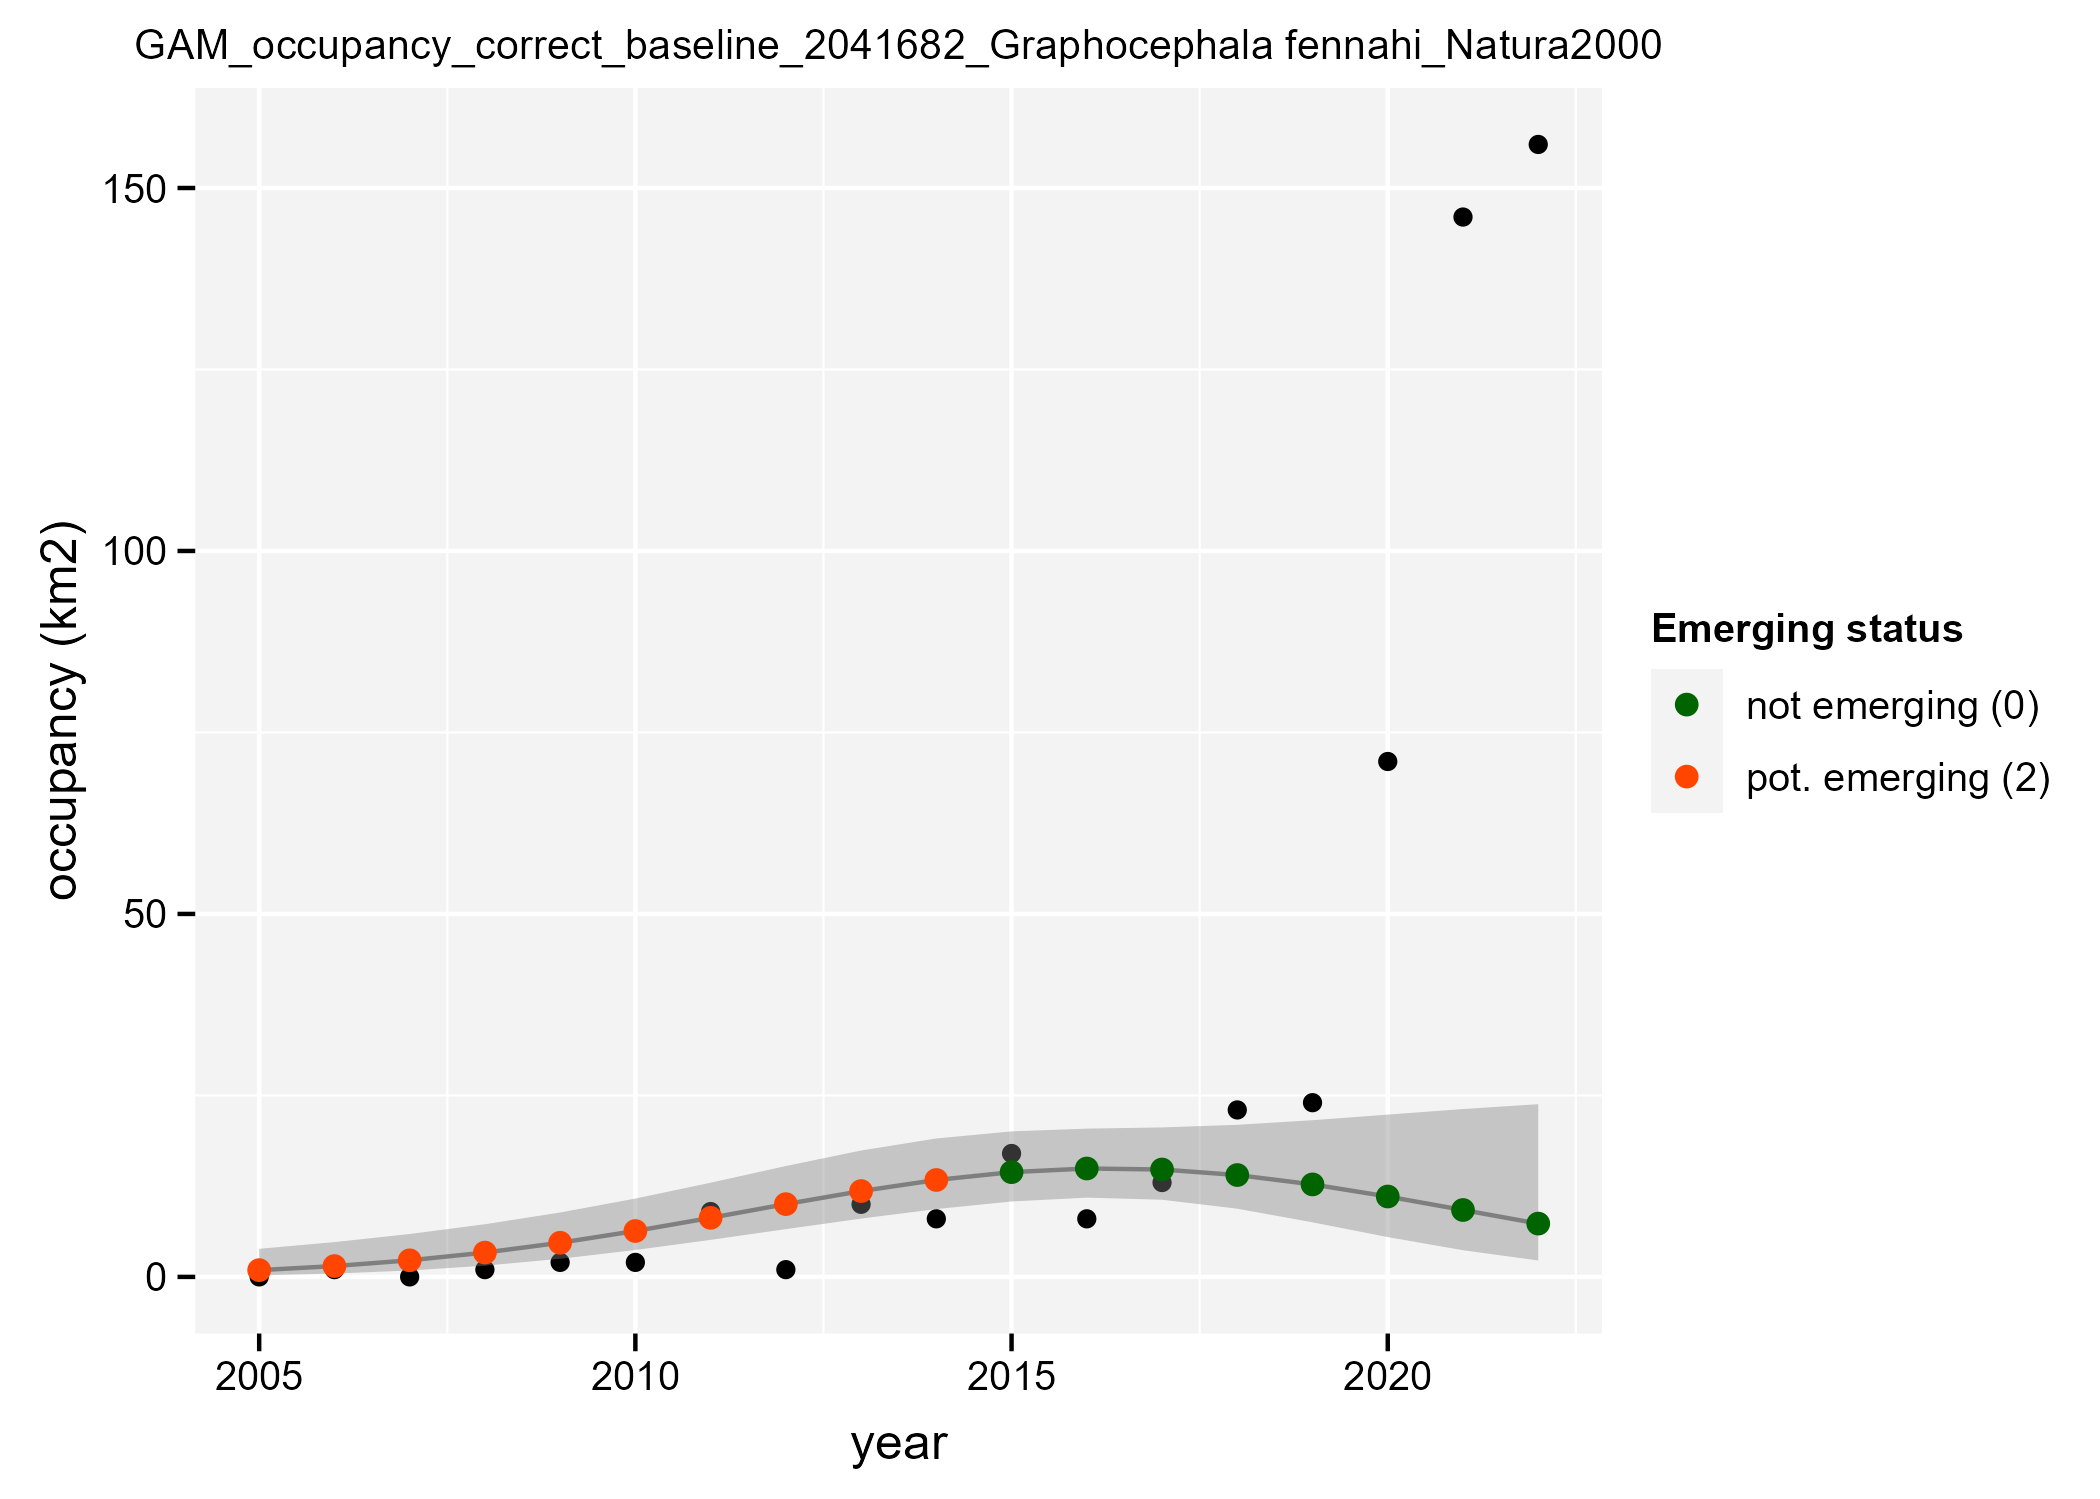 GAM_occupancy_correct_baseline_2041682_Graphocephala fennahi_Natura2000
150
100
50
0
occupancy (km2)
2005
2010
2015
2020
year
Emerging status
not emerging (0)
pot. emerging (2)